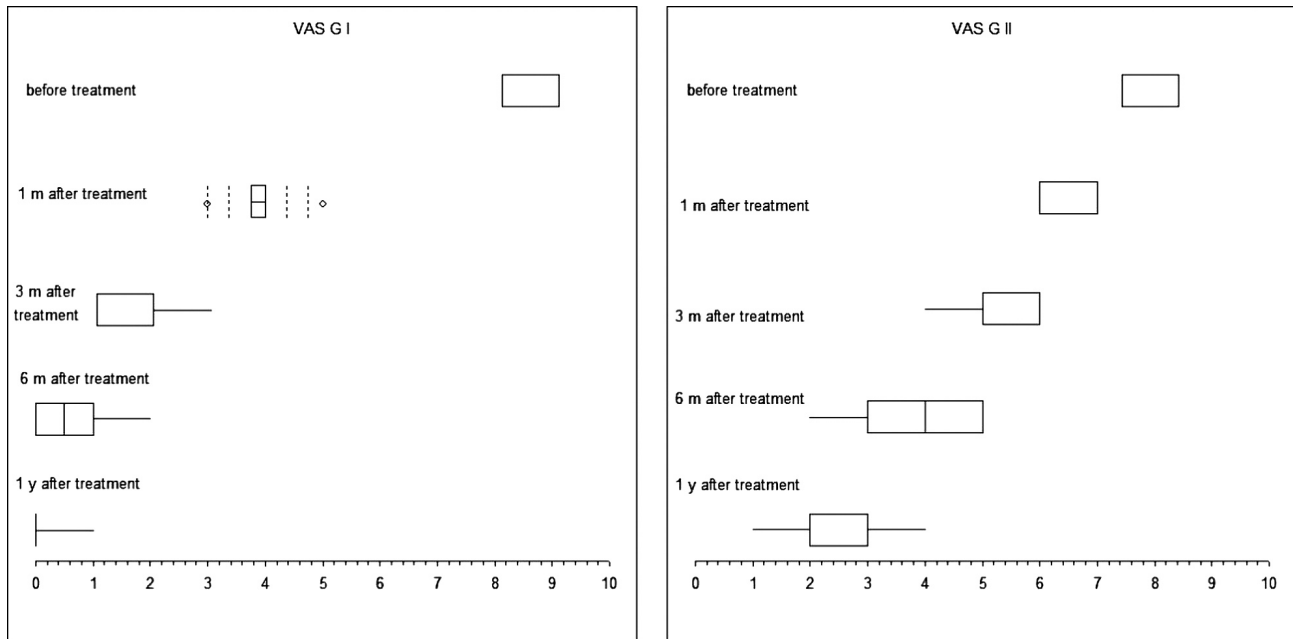 VAS G I
before treatment
1 m after treatment
3 m after
treatment
6 m after treatment
1 y after treatment
0 1 2 3 4 5 6 7 8 9 10
VAS G II
before treatment
1 m after treatment
3 m after treatment
6 m after treatment
1 y after treatment
0 1 2 3 4 5 6 7 8 9 10